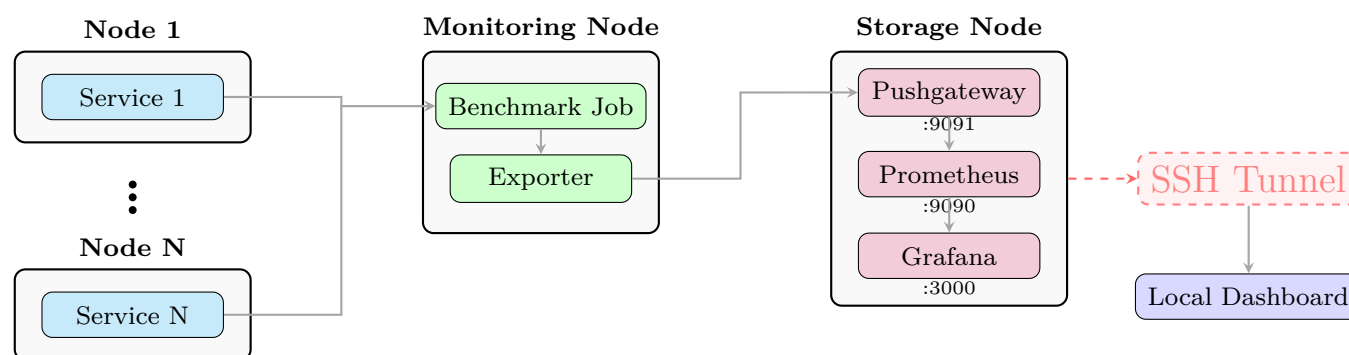 Node 1
Service 1
Node N
Service N
Monitoring Node
Benchmark Job
Exporter
Storage Node
Pushgateway
:9091
Prometheus
:9090
Grafana
:3000
SSH Tunnel
Local Dashboard